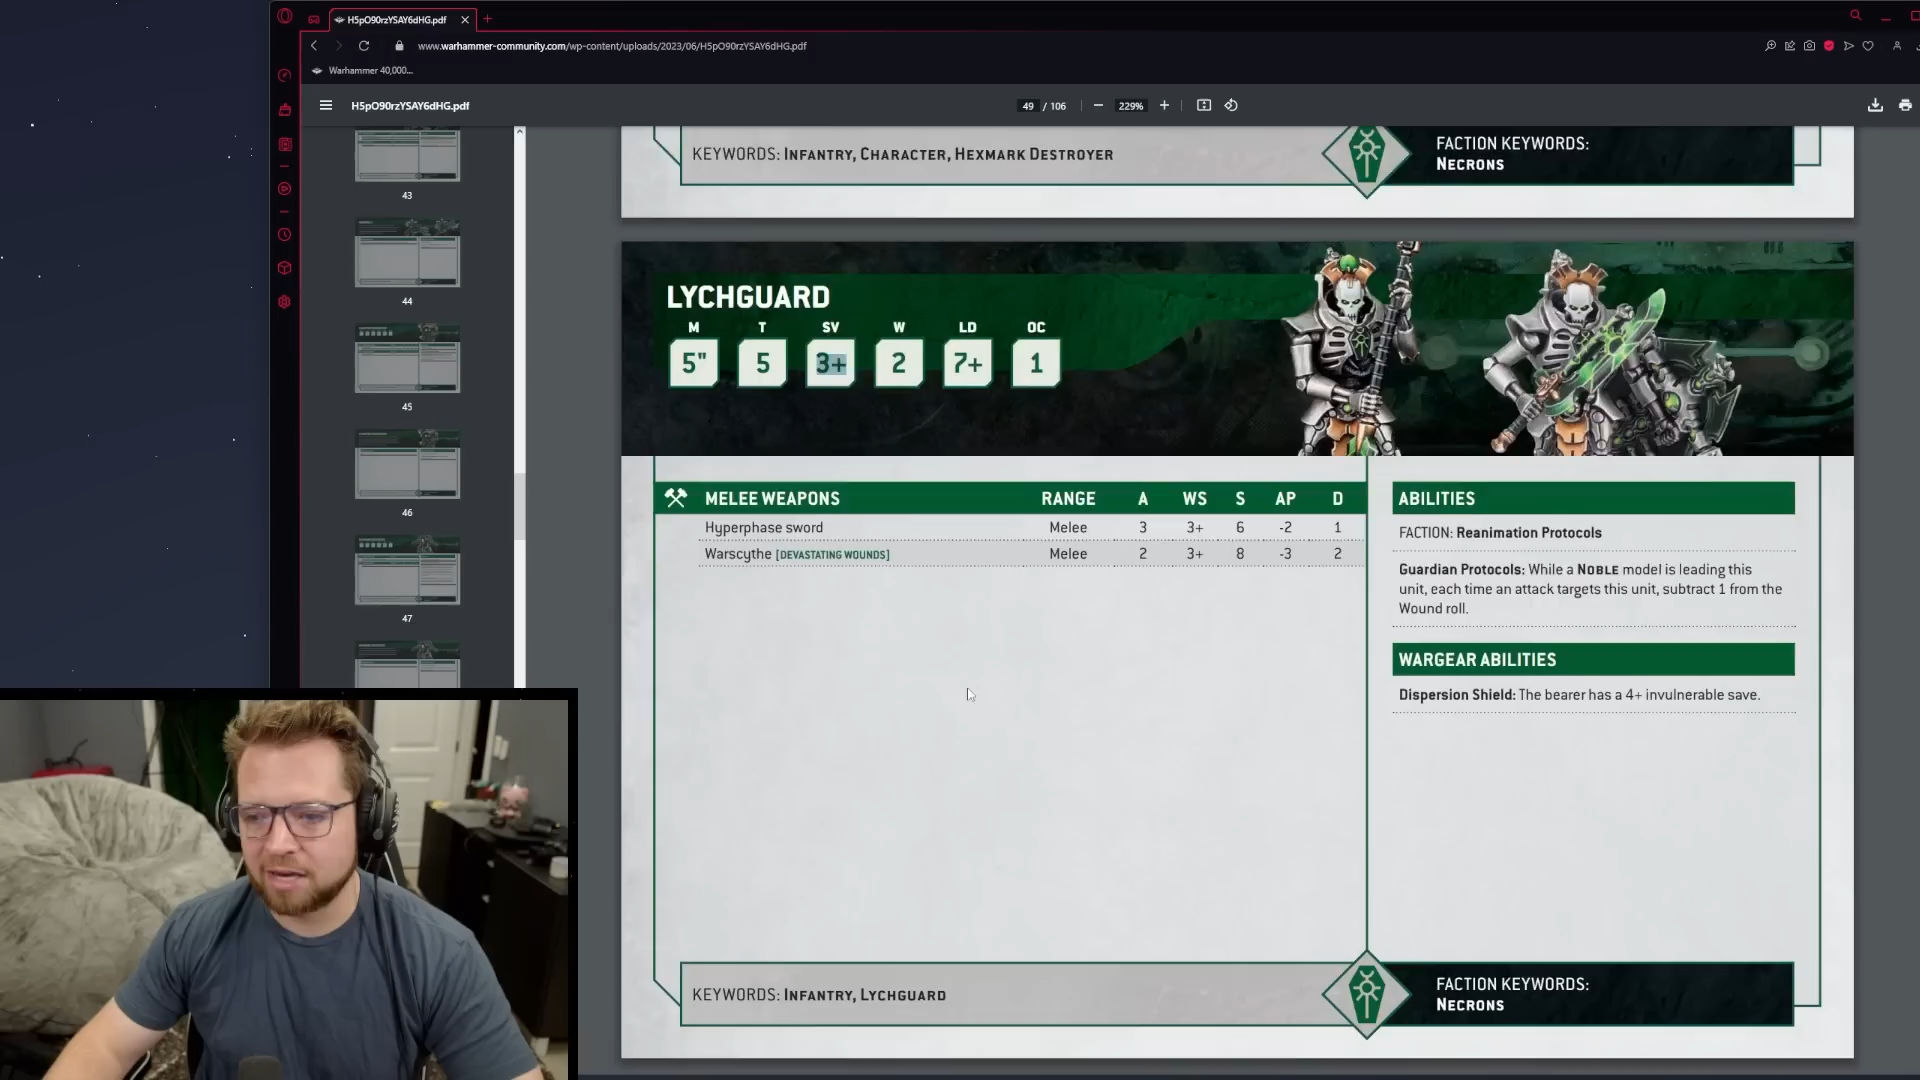 H5pO90rzYSAY6dHG.pdf
www.warhammer-community.com/wp-content/uploads/2023/06/H5pO90rzYSAY6dHG.pdf
Warhammer 40,000...
H5pO90rzYSAY6dHG.pdf
49 / 106
229%
43
44
45
46
47
KEYWORDS: INFANTRY, CHARACTER, HEXMARK DESTROYER
FACTION KEYWORDS:
NECRONS
LYCHGUARD
M T SV W LD OC
5" 5 3+ 2 7+ 1
MELEE WEAPONS RANGE A WS S AP D
Hyperphase sword Melee 3 3+ 6 -2 1
Warscythe [DEVASTATING WOUNDS] Melee 2 3+ 8 -3 2
ABILITIES
FACTION: Reanimation Protocols
Guardian Protocols: While a NOBLE model is leading this
unit, each time an attack targets this unit, subtract 1 from the
Wound roll.
WARGEAR ABILITIES
Dispersion Shield: The bearer has a 4+ invulnerable save.
KEYWORDS: INFANTRY, LYCHGUARD
FACTION KEYWORDS:
NECRONS